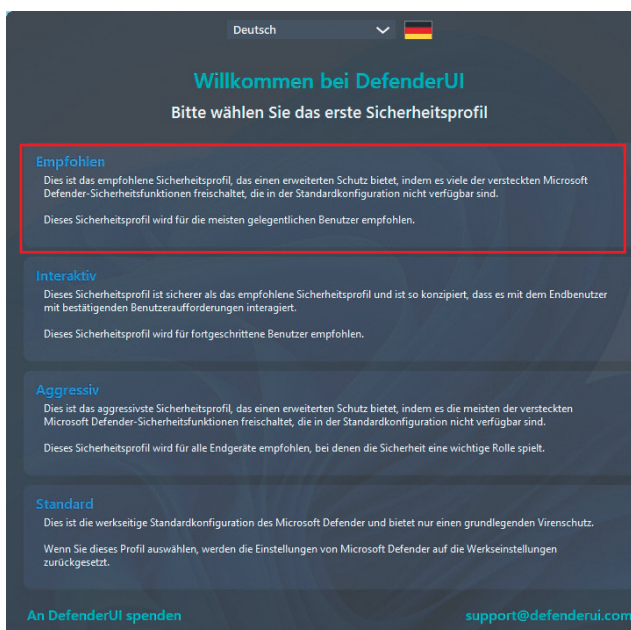 Deutsch
Willkommen bei DefenderUI
Bitte wählen Sie das erste Sicherheitsprofil
Empfohlen
Dies ist das empfohlene Sicherheitsprofil, das einen erweiterten Schutz bietet, indem es viele der versteckten Microsoft
Defender-Sicherheitsfunktionen freischaltet, die in der Standardkonfiguration nicht verfügbar sind.
Dieses Sicherheitsprofil wird für die meisten gelegentlichen Benutzer empfohlen.
Interaktiv
Dieses Sicherheitsprofil ist sicherer als das empfohlene Sicherheitsprofil und ist so konzipiert, dass es mit dem Endbenutzer
mit bestätigenden Benutzeraufforderungen interagiert.
Dieses Sicherheitsprofil wird für fortgeschrittene Benutzer empfohlen.
Aggressiv
Dies ist das aggressivste Sicherheitsprofil, das einen erweiterten Schutz bietet, indem es die meisten der versteckten
Microsoft Defender-Sicherheitsfunktionen freischaltet, die in der Standardkonfiguration nicht verfügbar sind.
Dieses Sicherheitsprofil wird für alle Endgeräte empfohlen, bei denen die Sicherheit eine wichtige Rolle spielt.
Standard
Dies ist die werkseitige Standardkonfiguration des Microsoft Defender und bietet nur einen grundlegenden Virenschutz.
Wenn Sie dieses Profil auswählen, werden die Einstellungen von Microsoft Defender auf die Werkseinstellungen
zurückgesetzt.
An DefenderUI spenden
support@defenderui.com